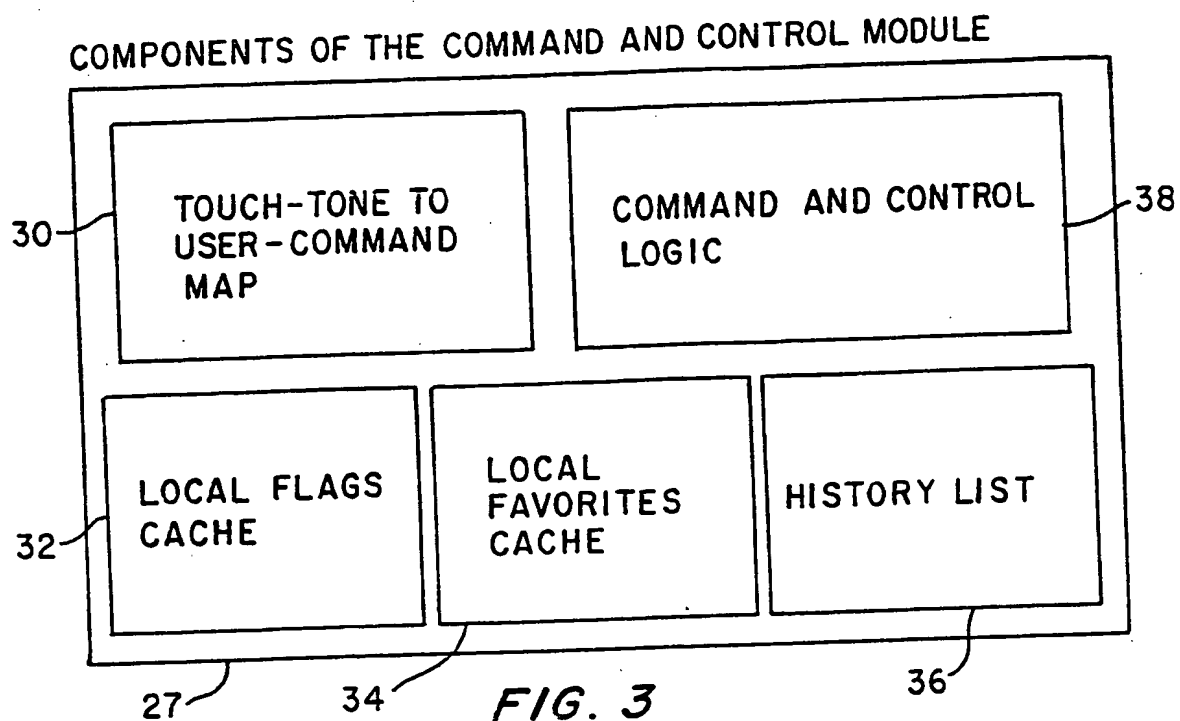 COMPONENTS OF THE COMMAND AND CONTROL MODULE
TOUCH-TONE TO
USER-COMMAND
MAP
30
COMMAND AND CONTROL
LOGIC
38
LOCAL FLAGS
CACHE
32
LOCAL
FAVORITES
CACHE
HISTORY LIST
27
34
FIG. 3
36